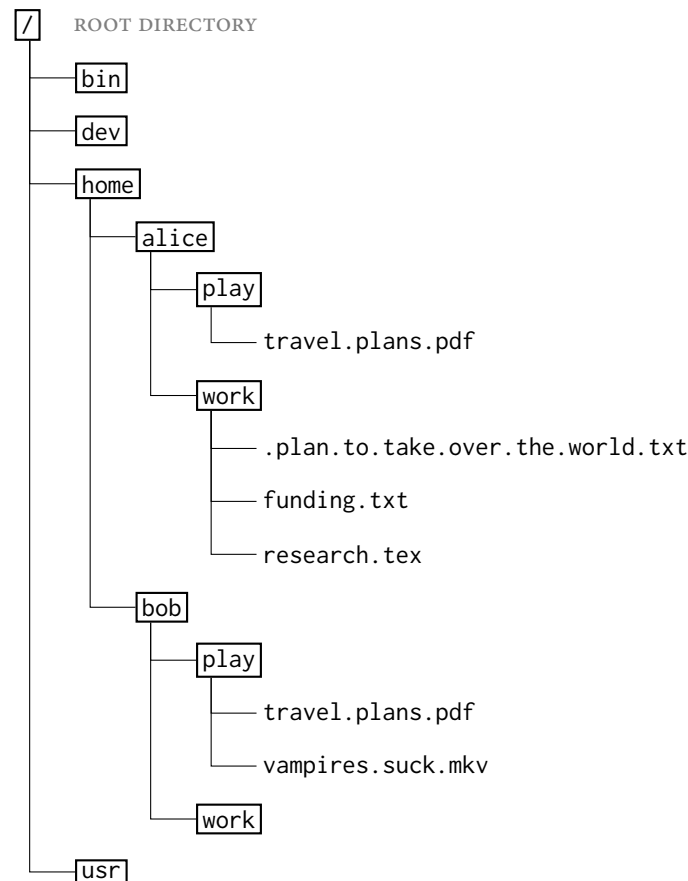 / ROOT DIRECTORY
bin
dev
home
alice
play
travel.plans.pdf
work
.plan.to.take.over.the.world.txt
funding.txt
research.tex
bob
play
travel.plans.pdf
vampires.suck.mkv
work
usr